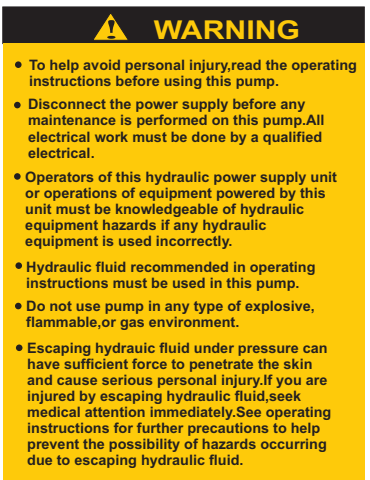 WARNING
• To help avoid personal injury,read the operating
instructions before using this pump.
• Disconnect the power supply before any
maintenance is performed on this pump.All
electrical work must be done by a qualified
electrical.
• Operators of this hydraulic power supply unit
or operations of equipment powered by this
unit must be knowledgeable of hydraulic
equipment hazards if any hydraulic
equipment is used incorrectly.
• Hydraulic fluid recommended in operating
instructions must be used in this pump.
• Do not use pump in any type of explosive,
flammable,or gas environment.
• Escaping hydrauic fluid under pressure can
have sufficient force to penetrate the skin
and cause serious personal injury.If you are
injured by escaping hydraulic fluid,seek
medical attention immediately.See operating
instructions for further precautions to help
prevent the possibility of hazards occurring
due to escaping hydraulic fluid.